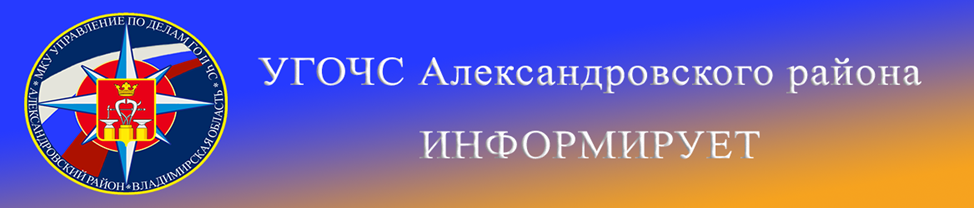 МКУ УПРАВЛЕНИЕ ПО ДЕЛАМ ГО И ЧС
АЛЕКСАНДРОВСКИЙ РАЙОН * ВЛАДИМИРСКАЯ ОБЛАСТЬ
УГОЧС Александровского района
ИНФОРМИРУЕТ